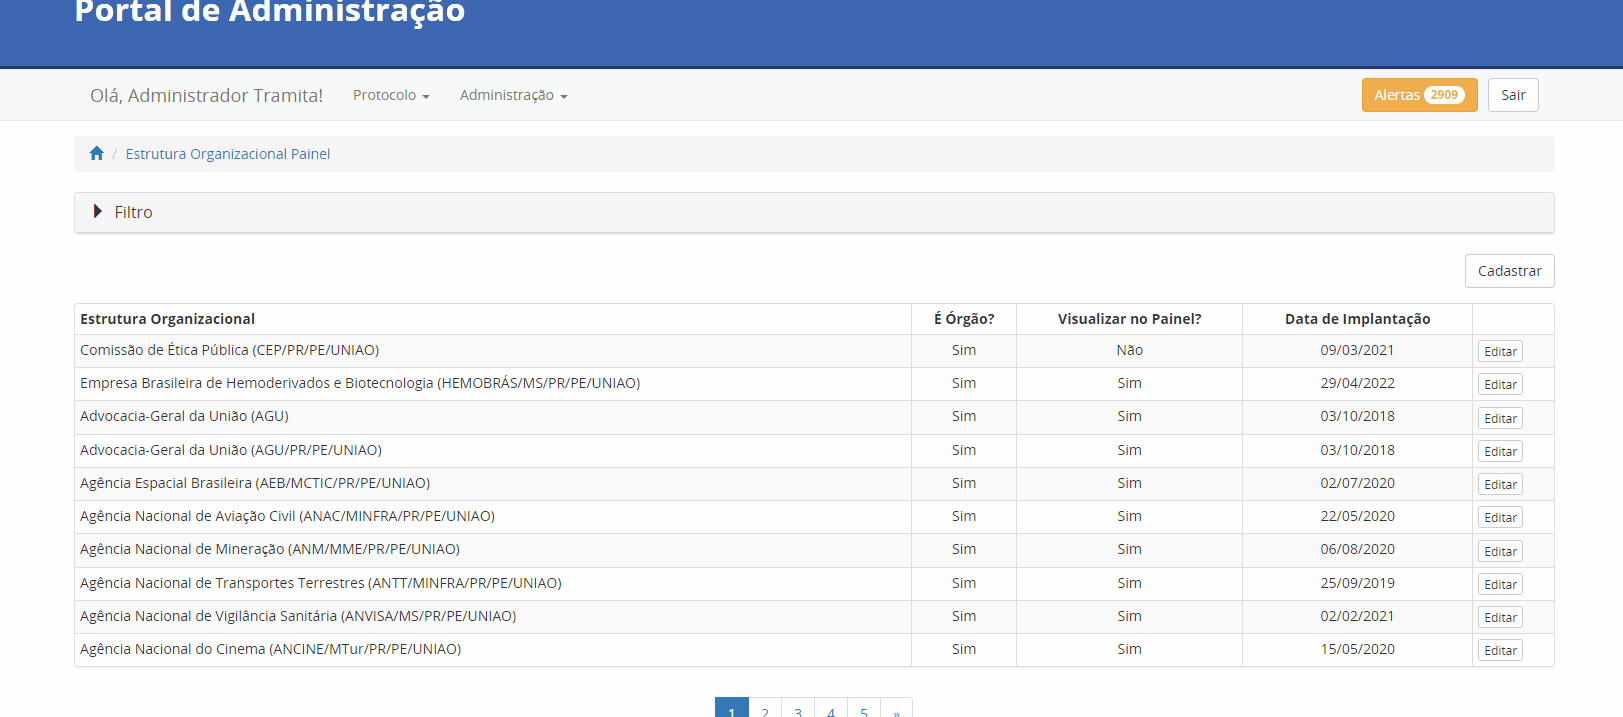 Portal de Administração
Olá, Administrador Tramita! Protocolo Administração Alertas 2909 Sair
/ Estrutura Organizacional Painel
Filtro
Cadastrar
Estrutura Organizacional É Órgão? Visualizar no Painel? Data de Implantação
Comissão de Ética Pública (CEP/PR/PE/UNIAO) Sim Não 09/03/2021 Editar
Empresa Brasileira de Hemoderivados e Biotecnologia (HEMOBRÁS/MS/PR/PE/UNIAO) Sim Sim 29/04/2022 Editar
Advocacia-Geral da União (AGU) Sim Sim 03/10/2018 Editar
Advocacia-Geral da União (AGU/PR/PE/UNIAO) Sim Sim 03/10/2018 Editar
Agência Espacial Brasileira (AEB/MCTIC/PR/PE/UNIAO) Sim Sim 02/07/2020 Editar
Agência Nacional de Aviação Civil (ANAC/MINFRA/PR/PE/UNIAO) Sim Sim 22/05/2020 Editar
Agência Nacional de Mineração (ANM/MME/PR/PE/UNIAO) Sim Sim 06/08/2020 Editar
Agência Nacional de Transportes Terrestres (ANTT/MINFRA/PR/PE/UNIAO) Sim Sim 25/09/2019 Editar
Agência Nacional de Vigilância Sanitária (ANVISA/MS/PR/PE/UNIAO) Sim Sim 02/02/2021 Editar
Agência Nacional do Cinema (ANCINE/MTur/PR/PE/UNIAO) Sim Sim 15/05/2020 Editar
1 2 3 4 5 »